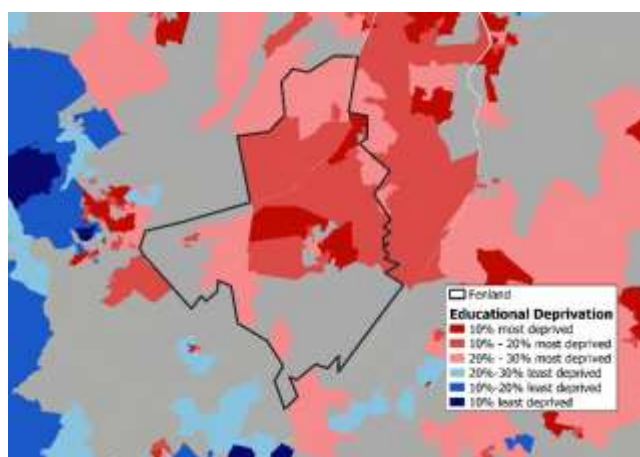 Fenland
Educational Deprivation
10% most deprived
10% - 20% most deprived
20% - 30% most deprived
20%-30% least deprived
10%-20% least deprived
10% least deprived